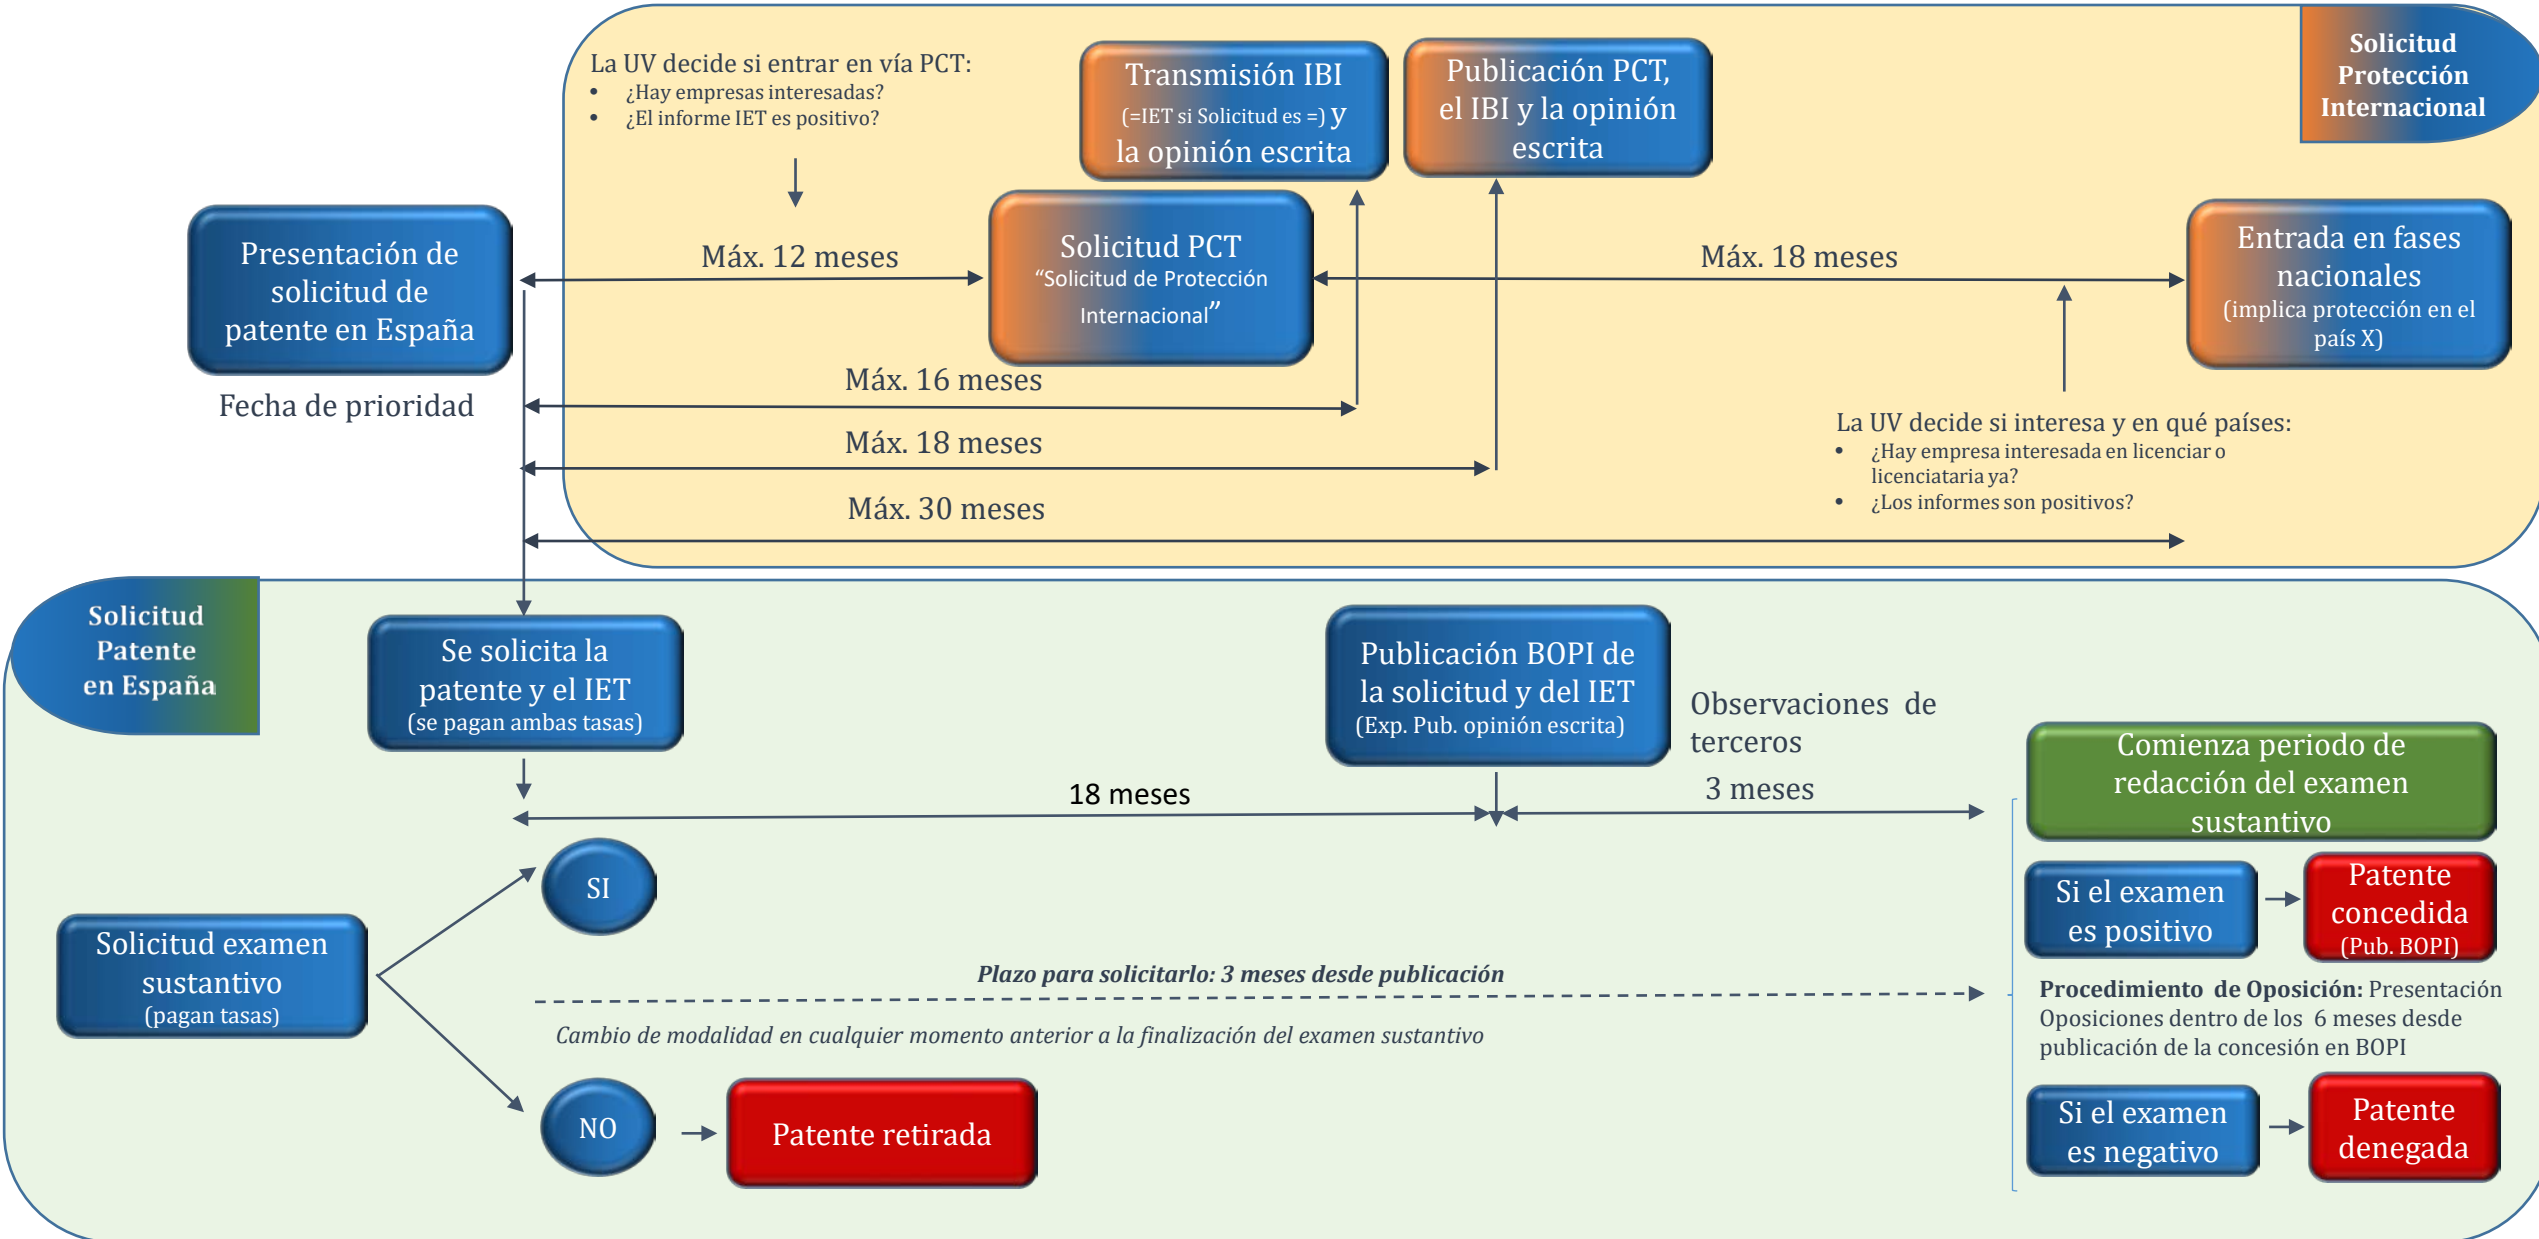 Solicitud
Protección
Internacional
La UV decide si entrar en vía PCT:
• ¿Hay empresas interesadas?
• ¿El informe IET es positivo?
Transmisión IBI
(=IET si Solicitud es =) y
la opinión escrita
Publicación PCT,
el IBI y la opinión
escrita
Presentación de
solicitud de
patente en España
Fecha de prioridad
Máx. 12 meses
Solicitud PCT
“Solicitud de Protección
Internacional”
Máx. 18 meses
Entrada en fases
nacionales
(implica protección en el
país X)
Máx. 16 meses
Máx. 18 meses
Máx. 30 meses
La UV decide si interesa y en qué países:
• ¿Hay empresa interesada en licenciar o
licenciataria ya?
• ¿Los informes son positivos?
Solicitud
Patente
en España
Se solicita la
patente y el IET
(se pagan ambas tasas)
Publicación BOPI de
la solicitud y del IET
(Exp. Pub. opinión escrita)
Observaciones de
terceros
3 meses
18 meses
Comienza periodo de
redacción del examen
sustantivo
Solicitud examen
sustantivo
(pagan tasas)
SI
Plazo para solicitarlo: 3 meses desde publicación
Cambio de modalidad en cualquier momento anterior a la finalización del examen sustantivo
NO
Patente retirada
Si el examen
es positivo
Patente
concedida
(Pub. BOPI)
Procedimiento de Oposición: Presentación
Oposiciones dentro de los 6 meses desde
publicación de la concesión en BOPI
Si el examen
es negativo
Patente
denegada